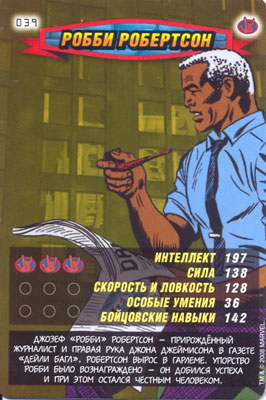 039
РОББИ РОБЕРТСОН
ИНТЕЛЛЕКТ 197
СИЛА 138
СКОРОСТЬ И ЛОВКОСТЬ 128
ОСОБЫЕ УМЕНИЯ 36
БОЙЦОВСКИЕ НАВЫКИ 142
ДЖОЗЕФ «РОББИ» РОБЕРТСОН – ПРИРОЖДЁННЫЙ
ЖУРНАЛИСТ И ПРАВАЯ РУКА ДЖОНА ДЖЕЙМИСОНА В ГАЗЕТЕ
«ДЕЙЛИ БАГЛ». РОБЕРТСОН ВЫРОС В ГАРЛЕМЕ. УПОРСТВО
РОББИ БЫЛО ВОЗНАГРАЖДЕНО – ОН ДОБИЛСЯ УСПЕХА
И ПРИ ЭТОМ ОСТАЛСЯ ЧЕСТНЫМ ЧЕЛОВЕКОМ.
TM & © 2008 MARVEL